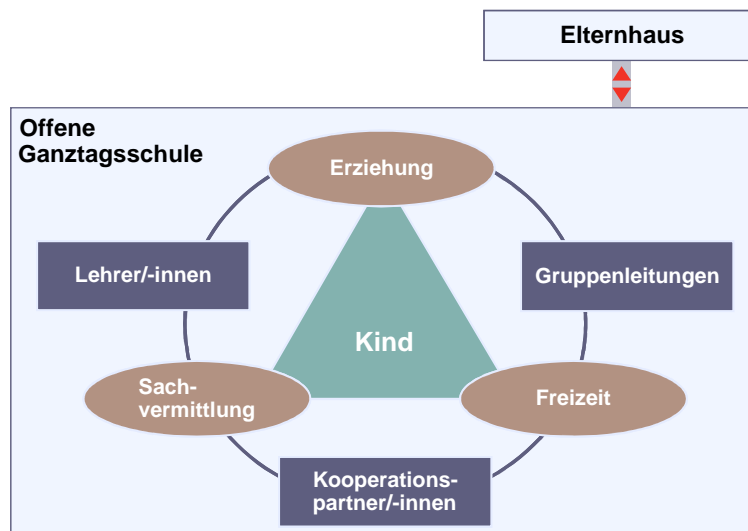 Elternhaus
Offene
Ganztagsschule
Erziehung
Lehrer/-innen
Gruppenleitungen
Kind
Sach-
vermittlung
Freizeit
Kooperations-
partner/-innen